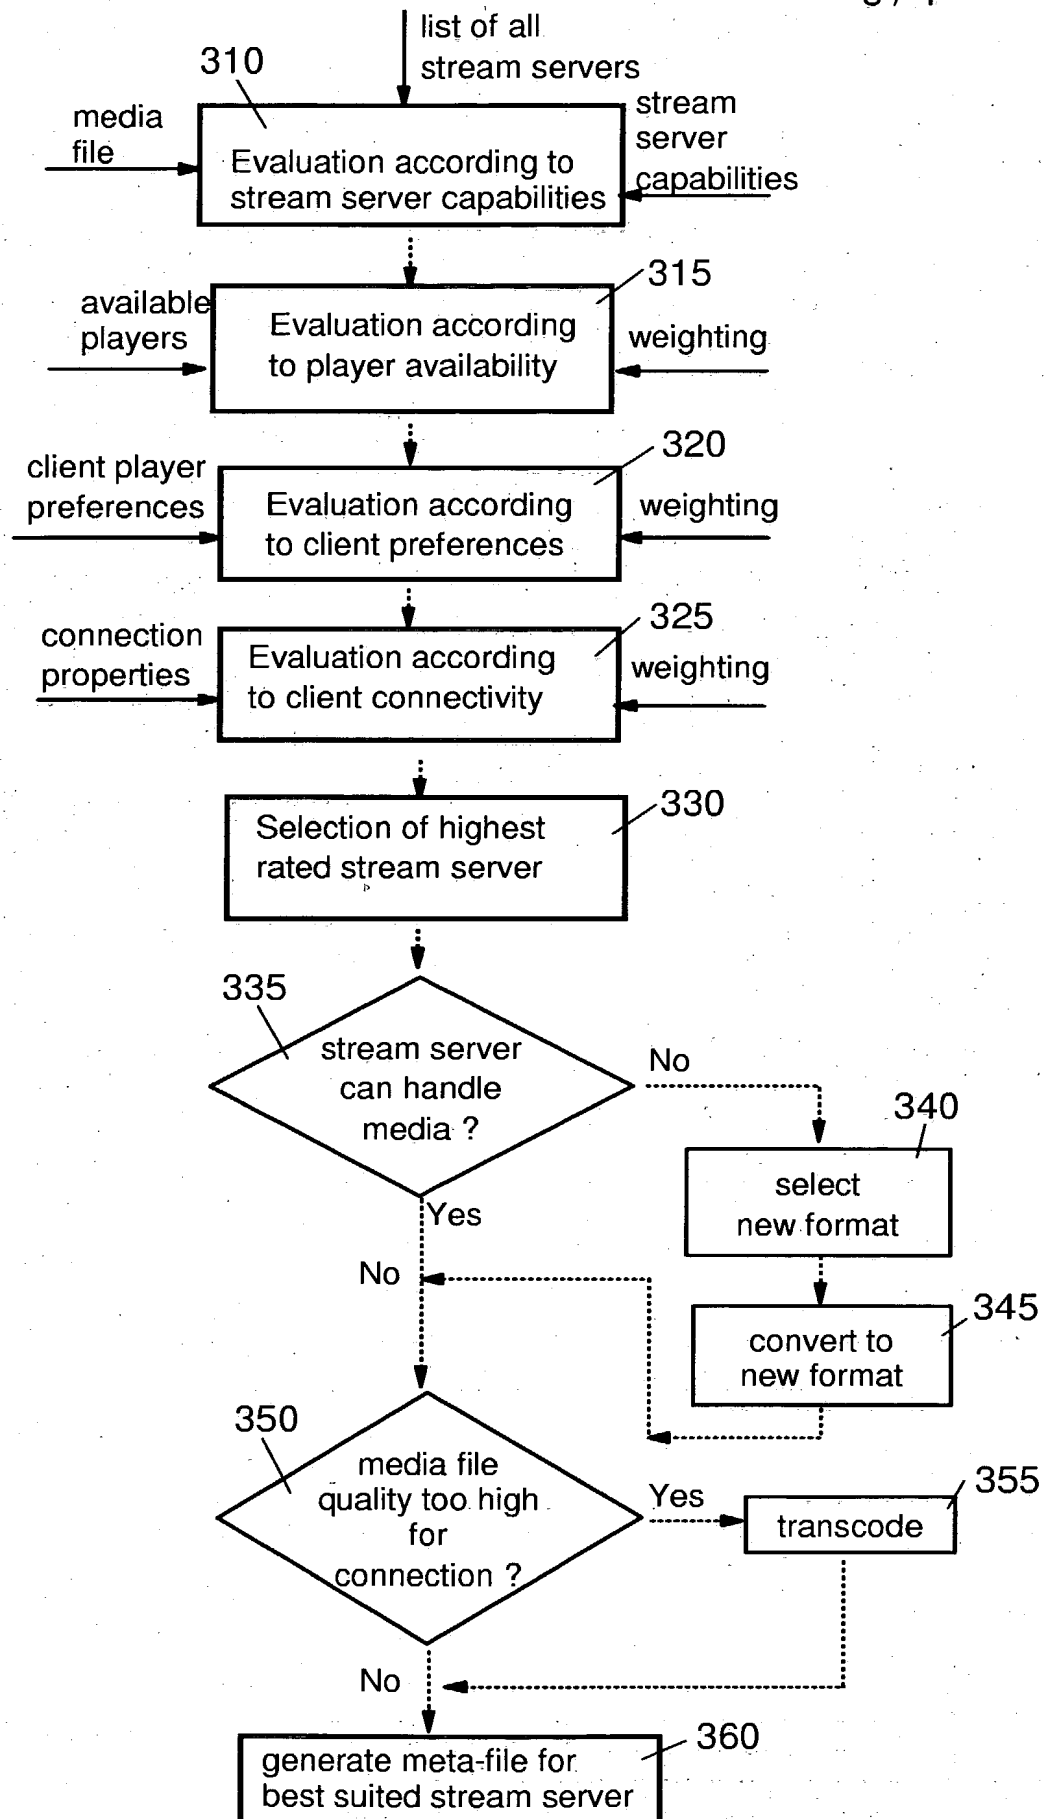 list of all
stream servers
310
media
file
stream
server
capabilities
Evaluation according to
stream server capabilities
315
available
players
Evaluation according
to player availability
weighting
320
client player
preferences
Evaluation according
to client preferences
weighting
325
connection
properties
Evaluation according
to client connectivity
weighting
330
Selection of highest
rated stream server
335
stream server
can handle
media ?
No
340
select
new format
Yes
No
345
convert to
new format
350
media file
quality too high
for
connection ?
Yes
355
transcode
No
360
generate meta-file for
best suited stream server